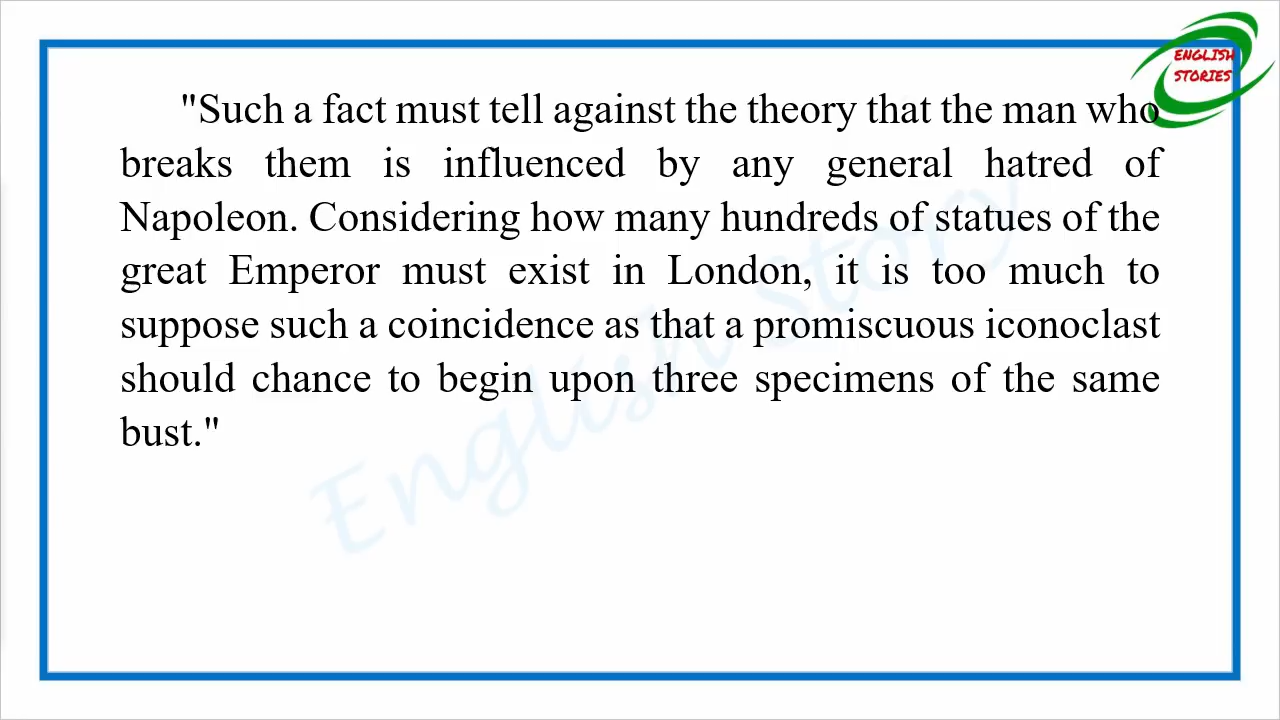 ENGLISH
STORIES
"Such a fact must tell against the theory that the man who
breaks them is influenced by any general hatred of
Napoleon. Considering how many hundreds of statues of the
great Emperor must exist in London, it is too much to
suppose such a coincidence as that a promiscuous iconoclast
should chance to begin upon three specimens of the same
bust."
English Story